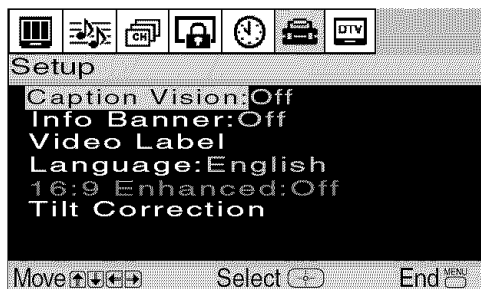 CH DTV
Setup
Caption Vision:Off
Info Banner:Off
Video Label
Language:English
16:9 Enhanced:Off
Tilt Correction
Move Select End MENU